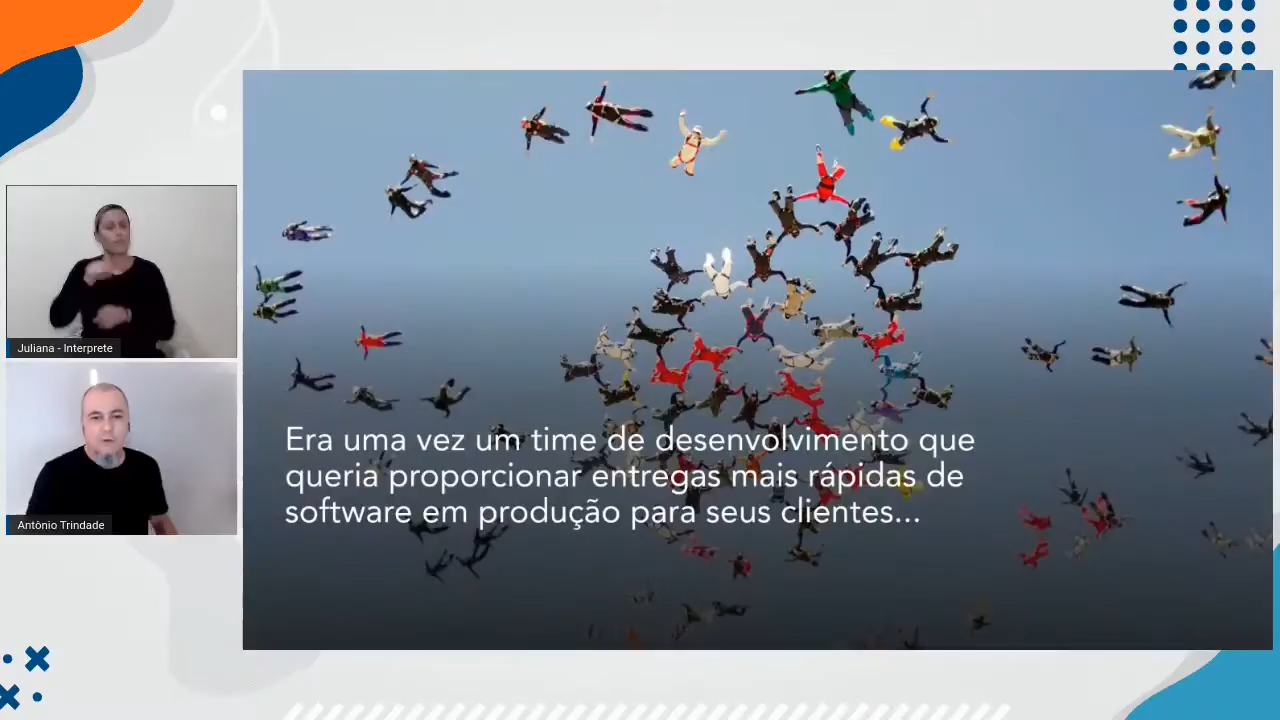 Era uma vez um time de desenvolvimento que
queria proporcionar entregas mais rápidas de
software em produção para seus clientes...
Juliana - Interprete
Antônio Trindade